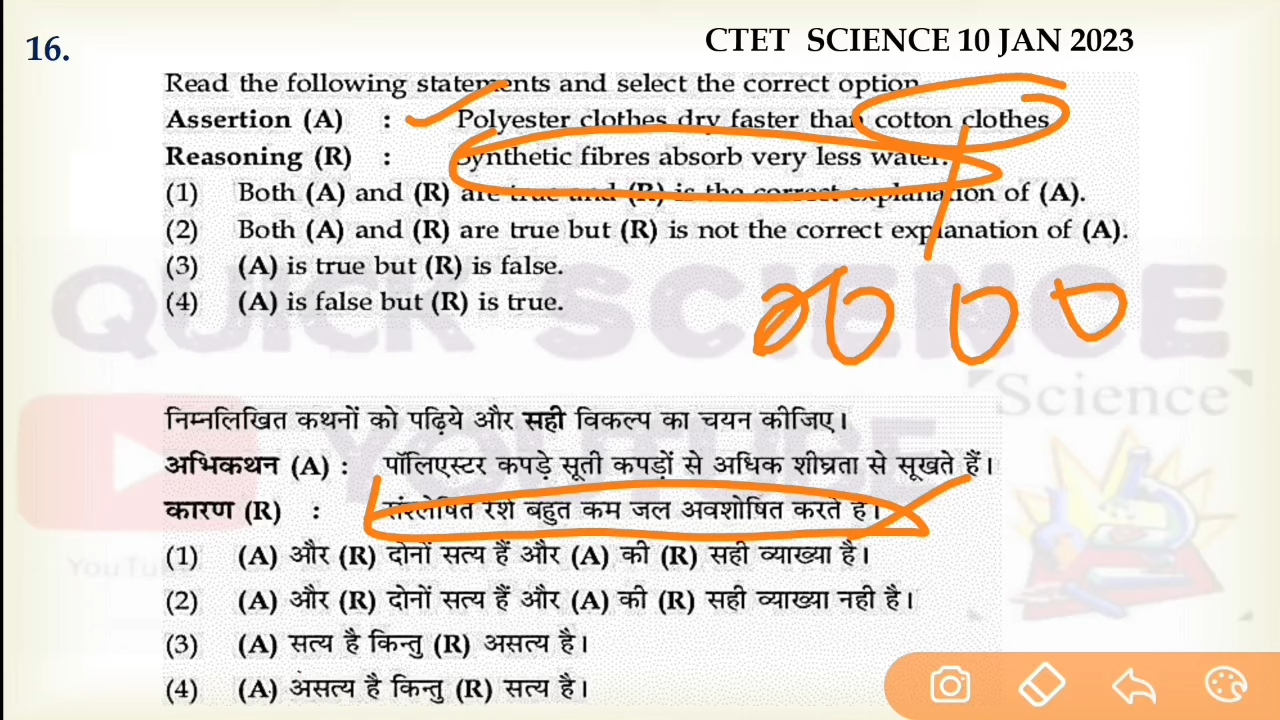 16.
CTET SCIENCE 10 JAN 2023
Read the following statements and select the correct option.
Assertion (A) : Polyester clothes dry faster than cotton clothes.
Reasoning (R) : Synthetic fibres absorb very less water.
(1) Both (A) and (R) are true and (R) is the correct explanation of (A).
(2) Both (A) and (R) are true but (R) is not the correct explanation of (A).
(3) (A) is true but (R) is false.
(4) (A) is false but (R) is true.
QUICK SCIENCE
Science
YOUTUBE
YouTube
निम्नलिखित कथनों को पढ़िये और सही विकल्प का चयन कीजिए।
अभिकथन (A) : पॉलिएस्टर कपड़े सूती कपड़ों से अधिक शीघ्रता से सूखते हैं।
कारण (R) : संश्लेषित रेशे बहुत कम जल अवशोषित करते हैं।
(1) (A) और (R) दोनों सत्य हैं और (A) की (R) सही व्याख्या है।
(2) (A) और (R) दोनों सत्य हैं और (A) की (R) सही व्याख्या नही है।
(3) (A) सत्य है किन्तु (R) असत्य है।
(4) (A) असत्य है किन्तु (R) सत्य है।